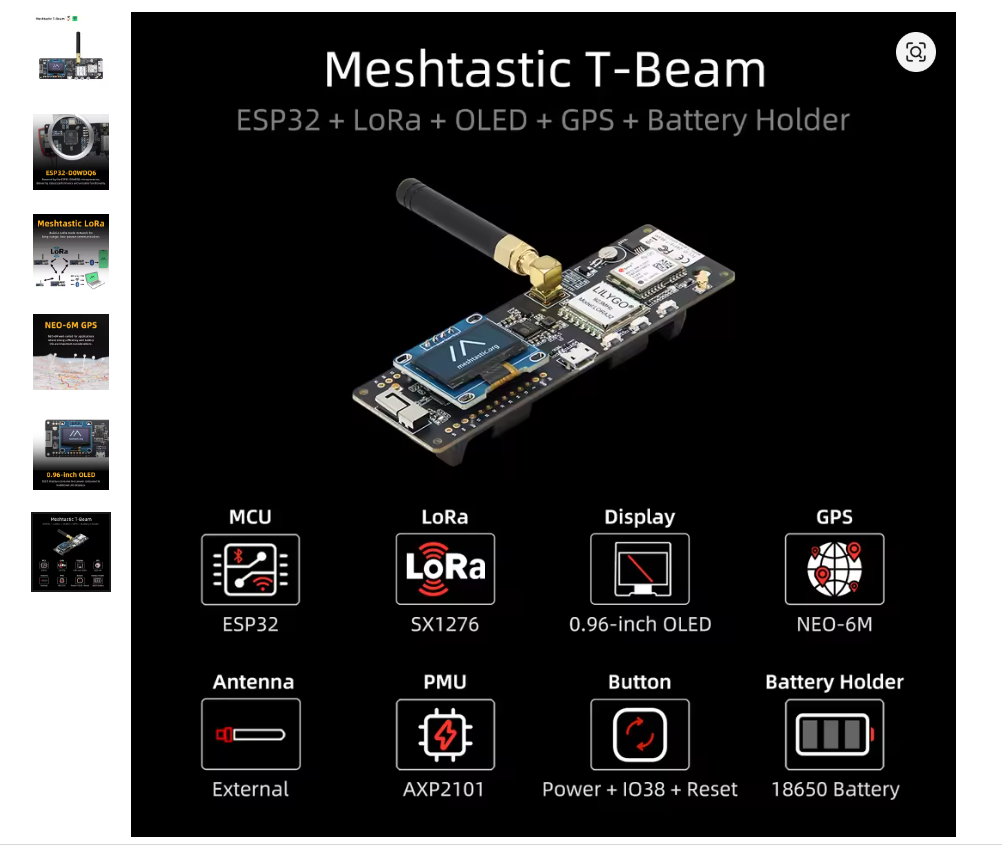 Meshtastic T-Beam
ESP32-D0WDQ6
Meshtastic LoRa
LoRa
NEO-6M GPS
0.96-inch OLED
Meshtastic T-Beam
Meshtastic T-Beam
ESP32 + LoRa + OLED + GPS + Battery Holder
LILYGO®
meshtastic.org
MCU
LoRa
Display
GPS
LoRa
ESP32
SX1276
0.96-inch OLED
NEO-6M
Antenna
PMU
Button
Battery Holder
External
AXP2101
Power + IO38 + Reset
18650 Battery